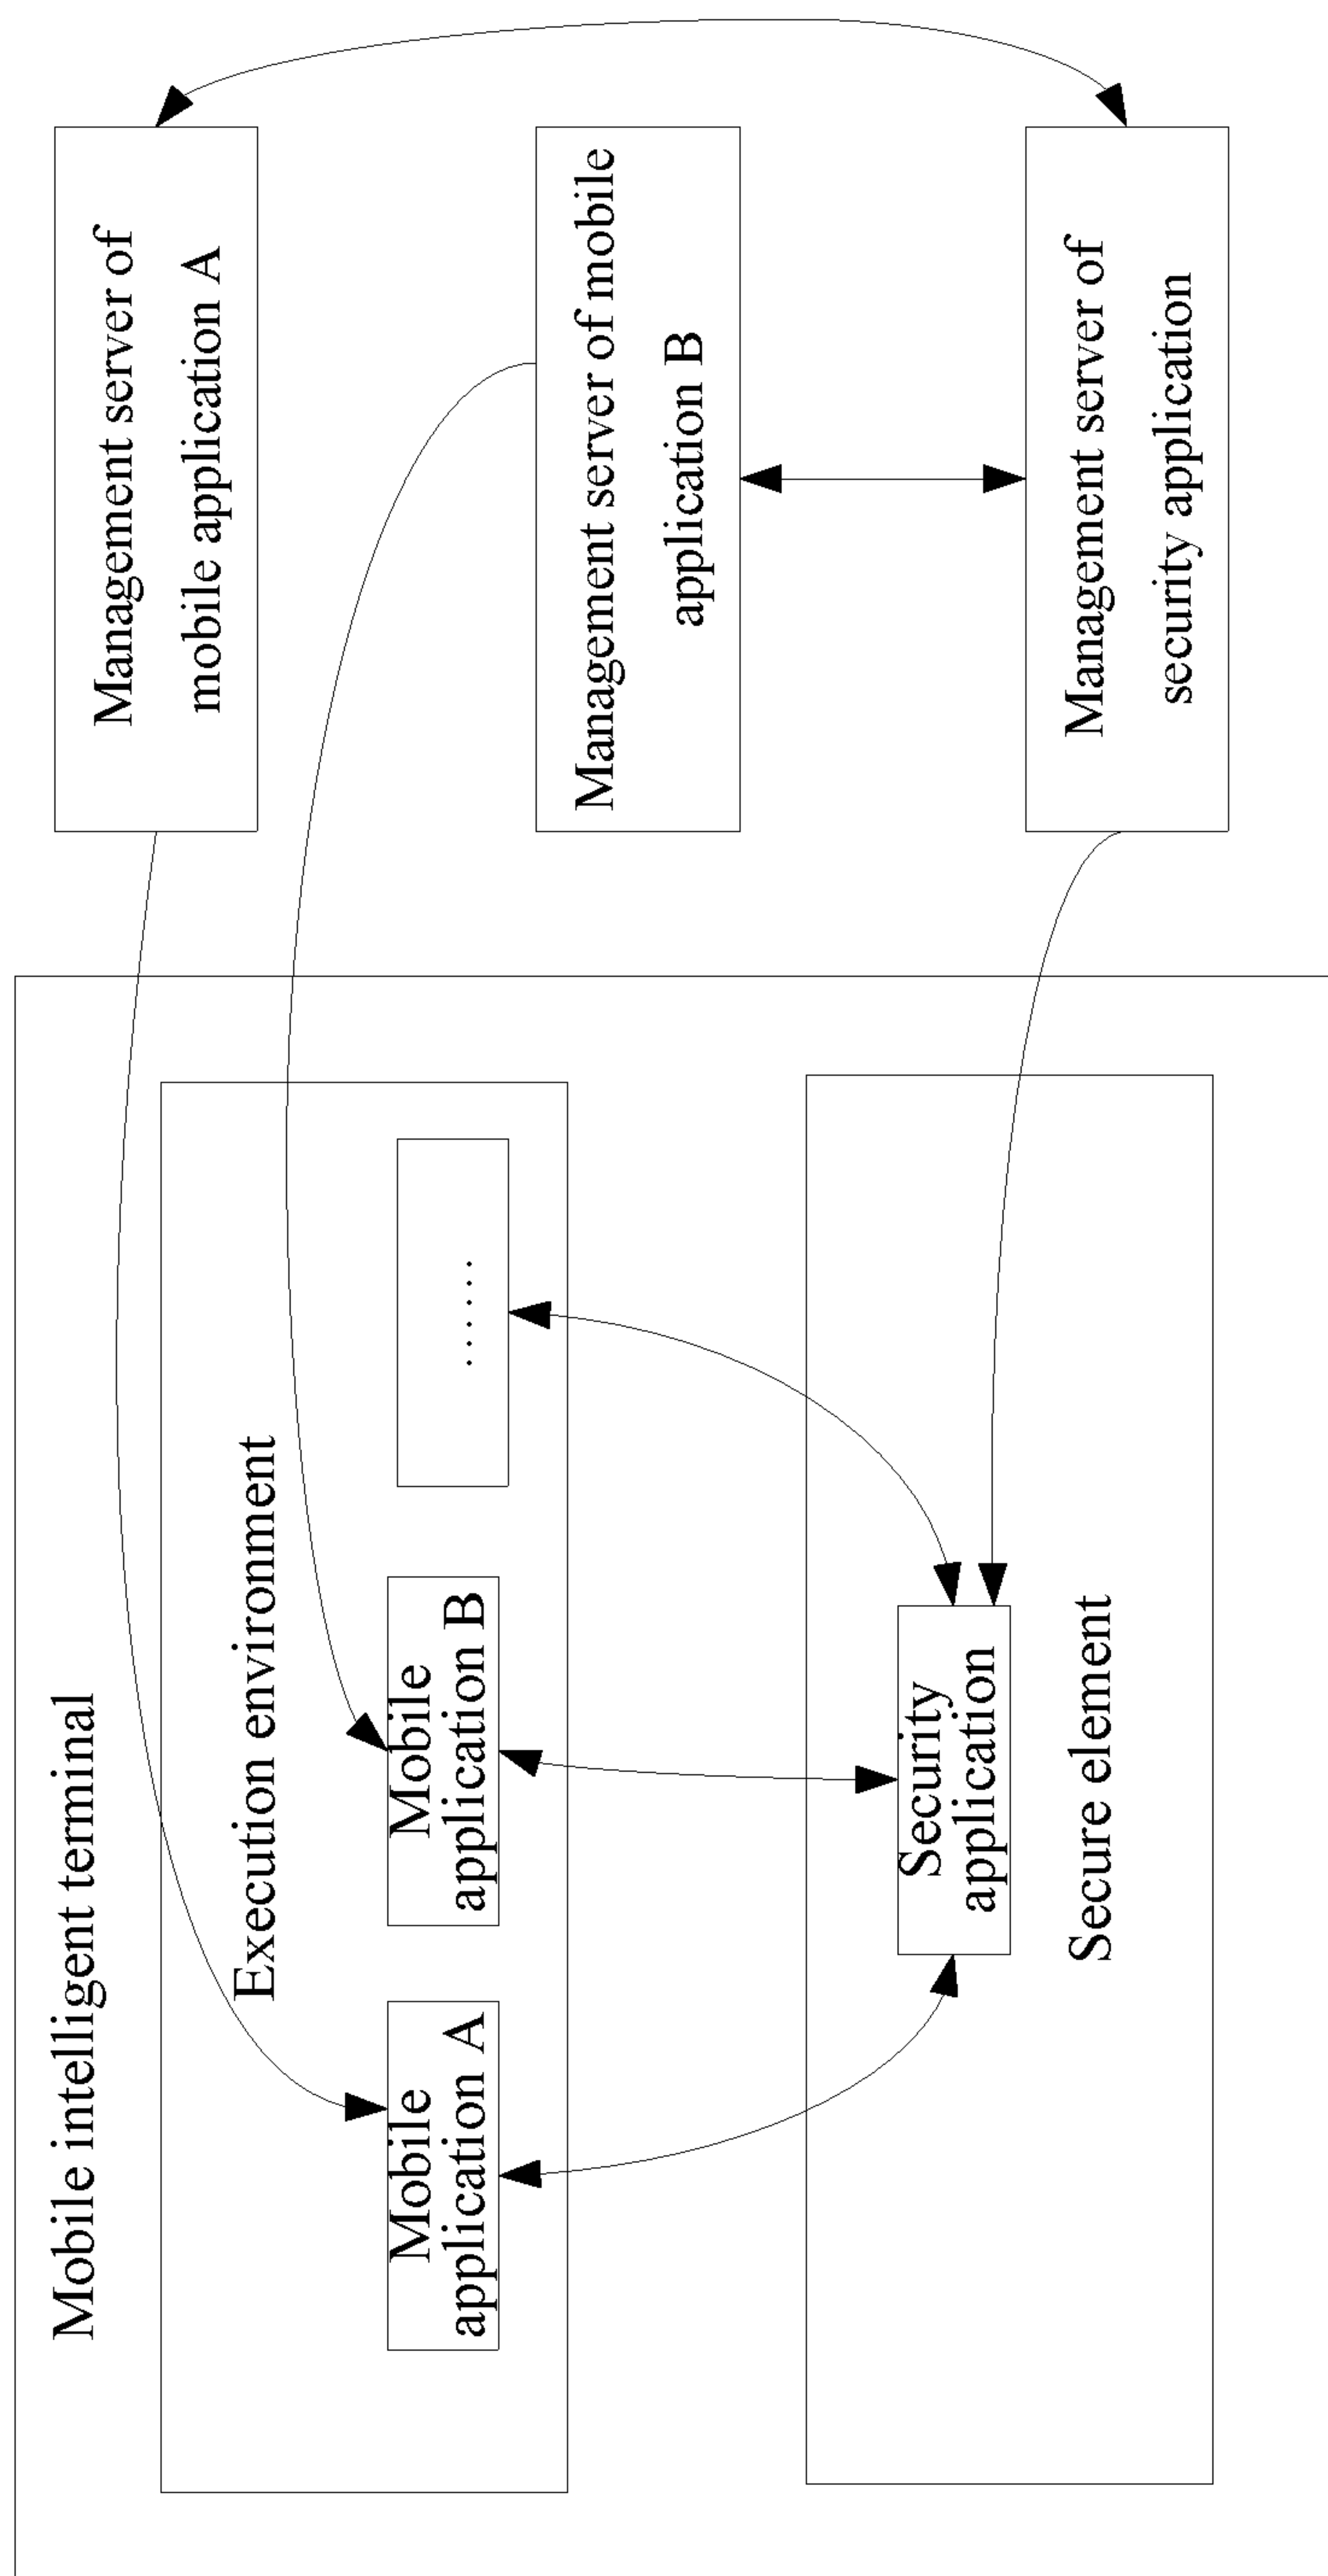 Mobile intelligent terminal
Execution environment
Mobile
application A
Mobile
application B
......
Security
application
Secure element
Management server of
mobile application A
Management server of mobile
application B
Management server of
security application